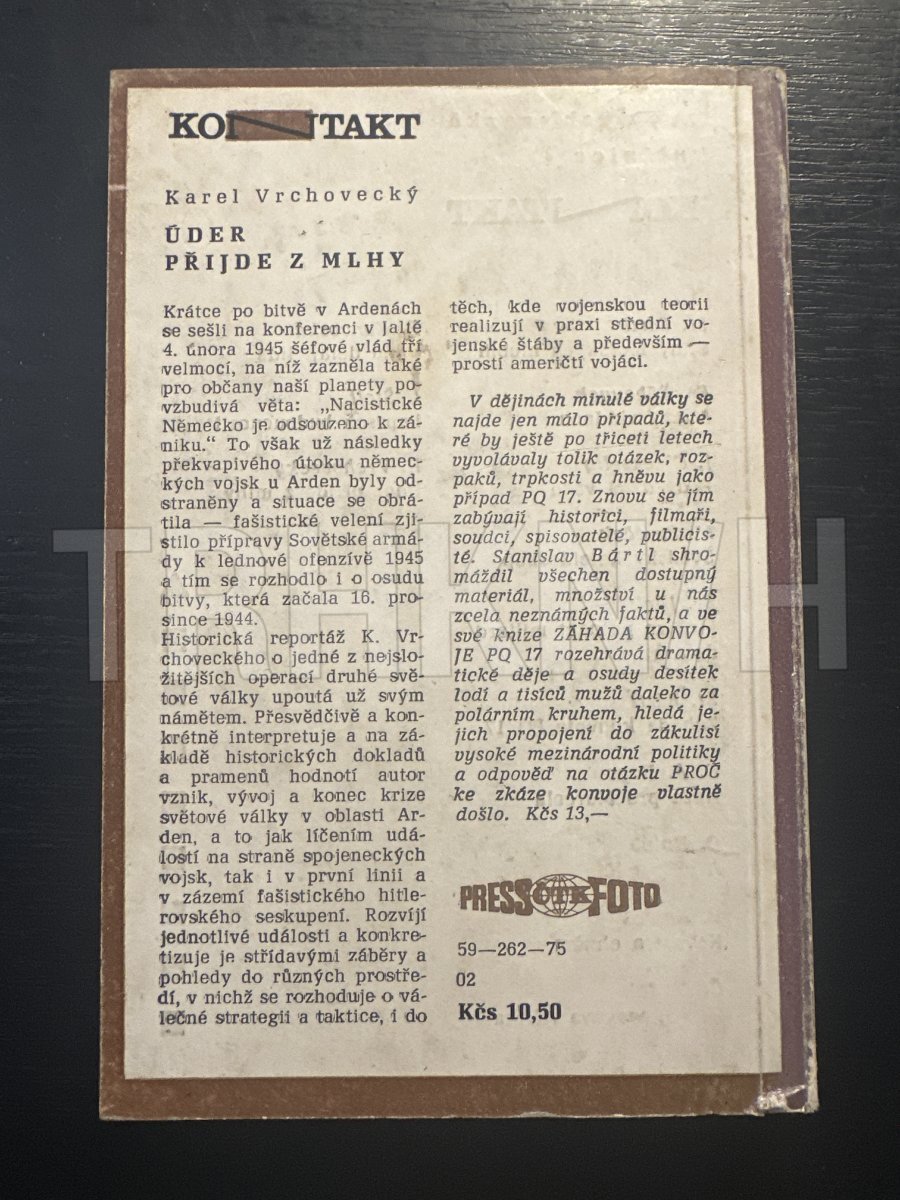 KONTAKT
Karel Vrchovecký
ÚDER
PŘIJDE Z MLHY
Krátce po bitvě v Ardenách
se sešli na konferenci v Jaltě
4. února 1945 šéfové vlád tří
velmocí, na níž zazněla také
pro občany naší planety po-
vzbudivá věta: „Nacistické
Německo je odsouzeno k zá-
niku.“ To však už následky
překvapivého útoku němec-
kých vojsk u Arden byly od-
straněny a situace se obrá-
tila — fašistické velení zji-
stilo přípravy Sovětské armá-
dy k lednové ofenzívě 1945
a tím se rozhodlo i o osudu
bitvy, která začala 16. pro-
since 1944.
Historická reportáž K. Vr-
choveckého o jedné z nejslo-
žitějších operací druhé svě-
tové války upoutá už svým
námětem. Přesvědčivě a kon-
krétně interpretuje a na zá-
kladě historických dokladů
a pramenů hodnotí autor
vznik, vývoj a konec krize
světové války v oblasti Ar-
den, a to jak líčením udá-
lostí na straně spojeneckých
vojsk, tak i v první linii a
v zázemí fašistického hitle-
rovského seskupení. Rozvíjí
jednotlivé události a konkre-
tizuje je střídavými záběry a
pohledy do různých prostře-
dí, v nichž se rozhoduje o vá-
lečné strategii a taktice, i do
těch, kde vojenskou teorii
realizují v praxi střední vo-
jenské štáby a především —
prostí američtí vojáci.
V dějinách minulé války se
najde jen málo případů, kte-
ré by ještě po třiceti letech
vyvolávaly tolik otázek, roz-
paků, trpkosti a hněvu jako
případ PQ 17. Znovu se jím
zabývají historici, filmaři,
soudci, spisovatelé, publicis-
té. Stanislav Bártl shro-
máždil všechen dostupný
materiál, množství u nás
zcela neznámých faktů, a ve
své knize ZÁHADA KONVO-
JE PQ 17 rozehrává drama-
tické děje a osudy desítek
lodí a tisíců mužů daleko za
polárním kruhem, hledá je-
jich propojení do zákulisí
vysoké mezinárodní politiky
a odpověď na otázku PROČ
ke zkáze konvoje vlastně
došlo. Kčs 13,—
PRESS ČTK FOTO
59—262—75
02
Kčs 10,50